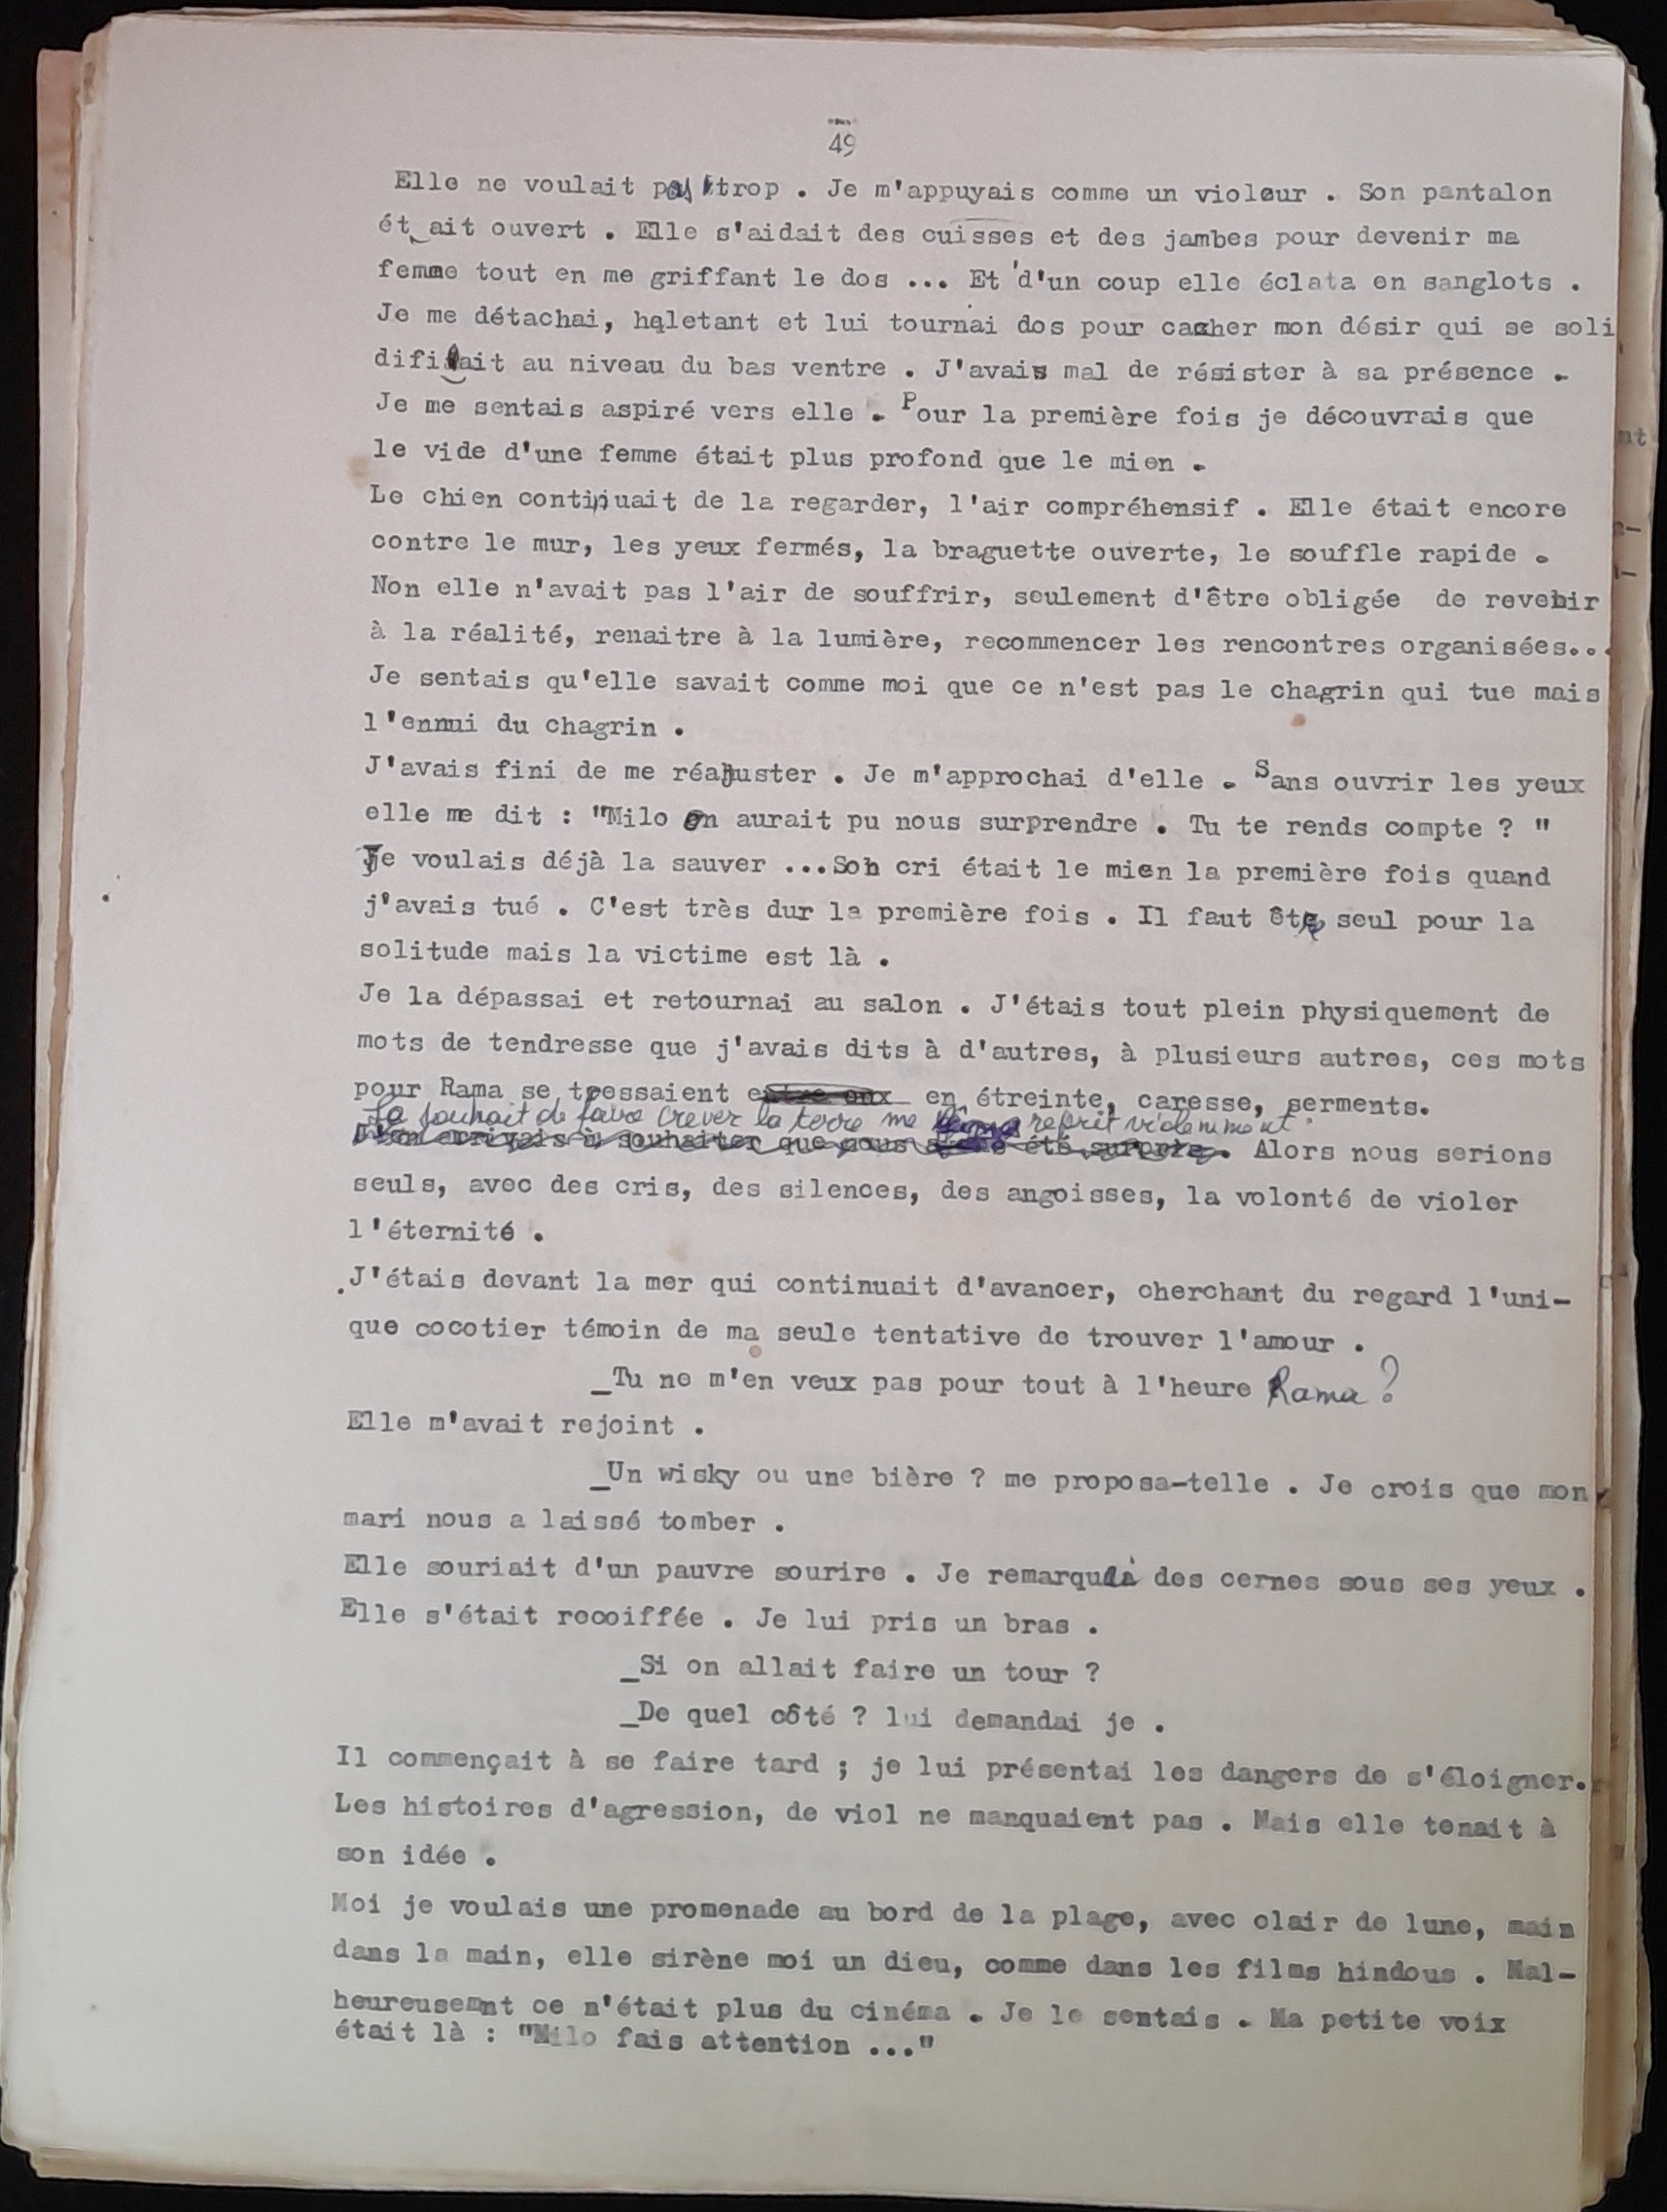 49
Elle ne voulait pas trop . Je m'appuyais comme un violeur . Son pantalon
ét ait ouvert . Elle s'aidait des cuisses et des jambes pour devenir ma
femme tout en me griffant le dos ... Et d'un coup elle éclata en sanglots .
Je me détachai, haletant et lui tournai dos pour cacher mon désir qui se soli
difiait au niveau du bas ventre . J'avais mal de résister à sa présence .
Je me sentais aspiré vers elle . Pour la première fois je découvrais que
le vide d'une femme était plus profond que le mien .
Le chien continuait de la regarder, l'air compréhensif . Elle était encore
contre le mur, les yeux fermés, la braguette ouverte, le souffle rapide .
Non elle n'avait pas l'air de souffrir, seulement d'être obligée de revenir
à la réalité, renaitre à la lumière, recommencer les rencontres organisées...
Je sentais qu'elle savait comme moi que ce n'est pas le chagrin qui tue mais
l'ennui du chagrin .
J'avais fini de me réajuster . Je m'approchai d'elle . Sans ouvrir les yeux
elle me dit : "Milo on aurait pu nous surprendre . Tu te rends compte ? "
Je voulais déjà la sauver ...Son cri était le mien la première fois quand
j'avais tué . C'est très dur la première fois . Il faut être seul pour la
solitude mais la victime est là .
Je la dépassai et retournai au salon . J'étais tout plein physiquement de
mots de tendresse que j'avais dits à d'autres, à plusieurs autres, ces mots
pour Rama se tressaient entre eux en étreinte, caresse, serments.
Le souhait de faire crever la terre me reprit violemment.
J'en arrivais à souhaiter que nous été surpris . Alors nous serions
seuls, avec des cris, des silences, des angoisses, la volonté de violer
l'éternité .
J'étais devant la mer qui continuait d'avancer, cherchant du regard l'uni-
que cocotier témoin de ma seule tentative de trouver l'amour .
_Tu ne m'en veux pas pour tout à l'heure Rama ?
Elle m'avait rejoint .
_Un wisky ou une bière ? me proposa-telle . Je crois que mon
mari nous a laissé tomber .
Elle souriait d'un pauvre sourire . Je remarquai des cernes sous ses yeux .
Elle s'était recoiffée . Je lui pris un bras .
_Si on allait faire un tour ?
_De quel côté ? lui demandai je .
Il commençait à se faire tard ; je lui présentai les dangers de s'éloigner.
Les histoires d'agression, de viol ne manquaient pas . Mais elle tenait à
son idée .
Moi je voulais une promenade au bord de la plage, avec clair de lune, main
dans la main, elle sirène moi un dieu, comme dans les films hindous . Mal-
heureusemnt ce n'était plus du cinéma . Je le sentais . Ma petite voix
était là : "Milo fais attention ..."